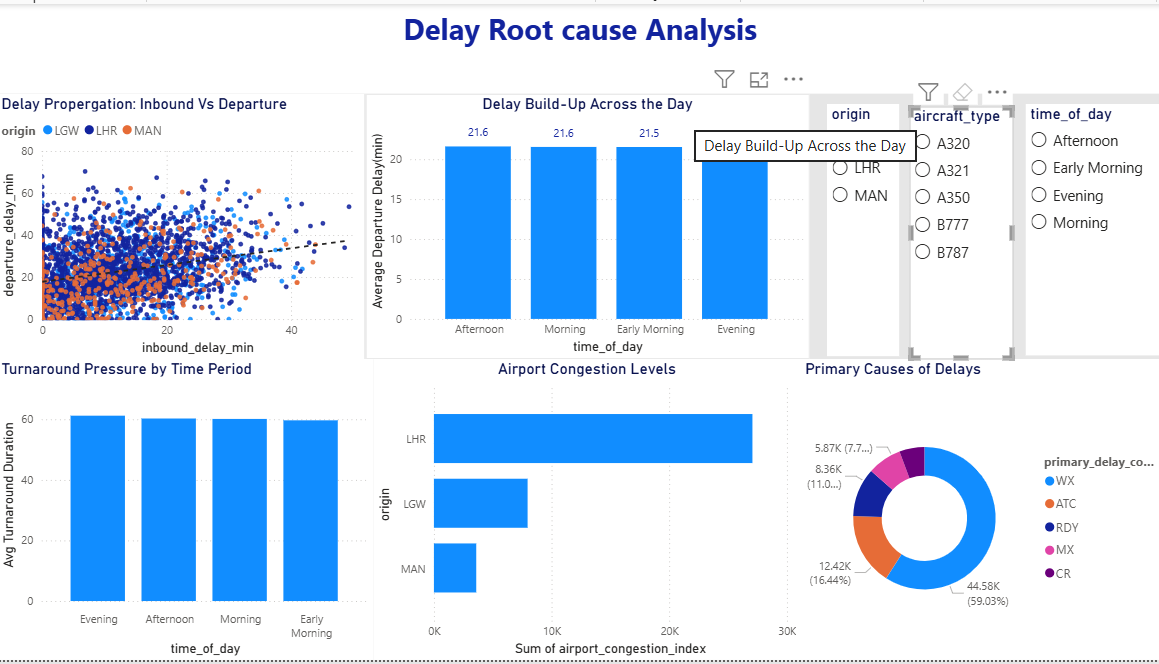 Delay Root cause Analysis
Delay Propergation: Inbound Vs Departure
origin LGW LHR MAN
departure_delay_min
80
60
40
20
0
0 20 40
inbound_delay_min
Delay Build-Up Across the Day
Average Departure Delay(min)
20
15
10
5
0
21.6 21.6 21.5
Afternoon Morning Early Morning Evening
time_of_day
Delay Build-Up Across the Day
origin
LHR
MAN
aircraft_type
A320
A321
A350
B777
B787
time_of_day
Afternoon
Early Morning
Evening
Morning
Turnaround Pressure by Time Period
Avg Turnaround Duration
60
40
20
0
Evening Afternoon Morning Early
Morning
time_of_day
Airport Congestion Levels
origin
LHR
LGW
MAN
0K 10K 20K 30K
Sum of airport_congestion_index
Primary Causes of Delays
5.87K (7.7...)
8.36K
(11.0...)
12.42K
(16.44%)
44.58K
(59.03%)
primary_delay_co...
WX
ATC
RDY
MX
CR